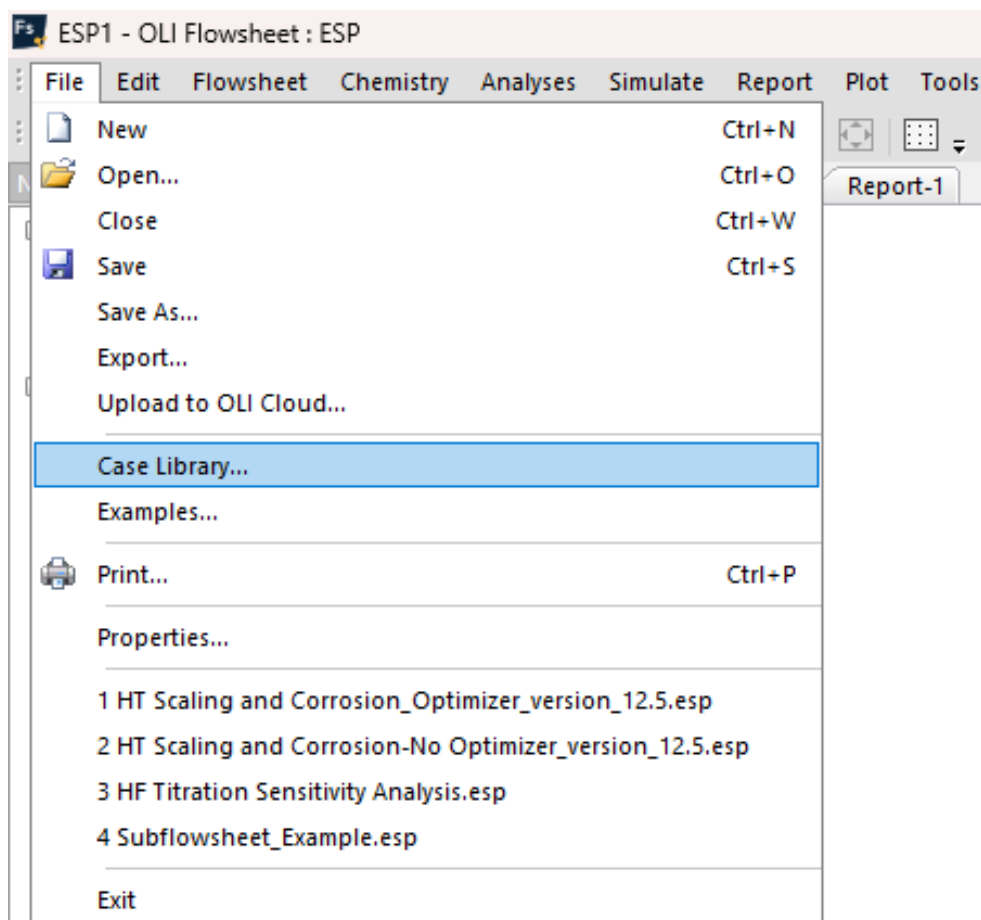 Fs ESP1 - OLI Flowsheet : ESP
File Edit Flowsheet Chemistry Analyses Simulate Report Plot Tools
New Ctrl+N
Open... Ctrl+O
Report-1
Close Ctrl+W
Save Ctrl+S
Save As...
Export...
Upload to OLI Cloud...
Case Library...
Examples...
Print... Ctrl+P
Properties...
1 HT Scaling and Corrosion_Optimizer_version_12.5.esp
2 HT Scaling and Corrosion-No Optimizer_version_12.5.esp
3 HF Titration Sensitivity Analysis.esp
4 Subflowsheet_Example.esp
Exit